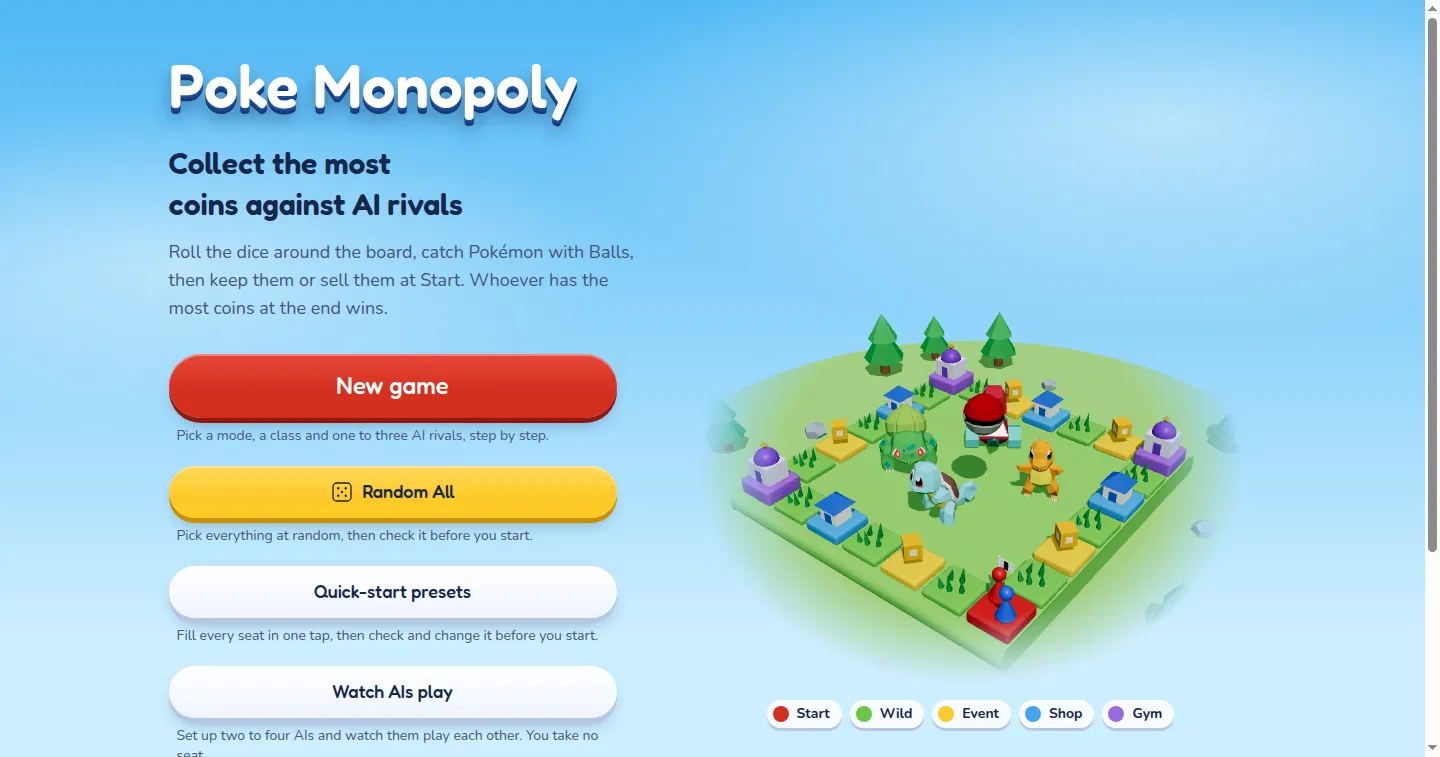 Poke Monopoly
Collect the most
coins against AI rivals
Roll the dice around the board, catch Pokémon with Balls,
then keep them or sell them at Start. Whoever has the
most coins at the end wins.
New game
Pick a mode, a class and one to three AI rivals, step by step.
Random All
Pick everything at random, then check it before you start.
Quick-start presets
Fill every seat in one tap, then check and change it before you start.
Watch AIs play
Set up two to four AIs and watch them play each other. You take no
seat.
Start
Wild
Event
Shop
Gym